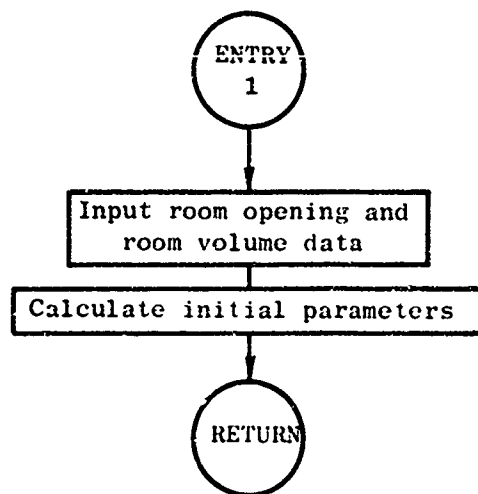 ENTRY
1
Input room opening and
room volume data
Calculate initial parameters
RETURN